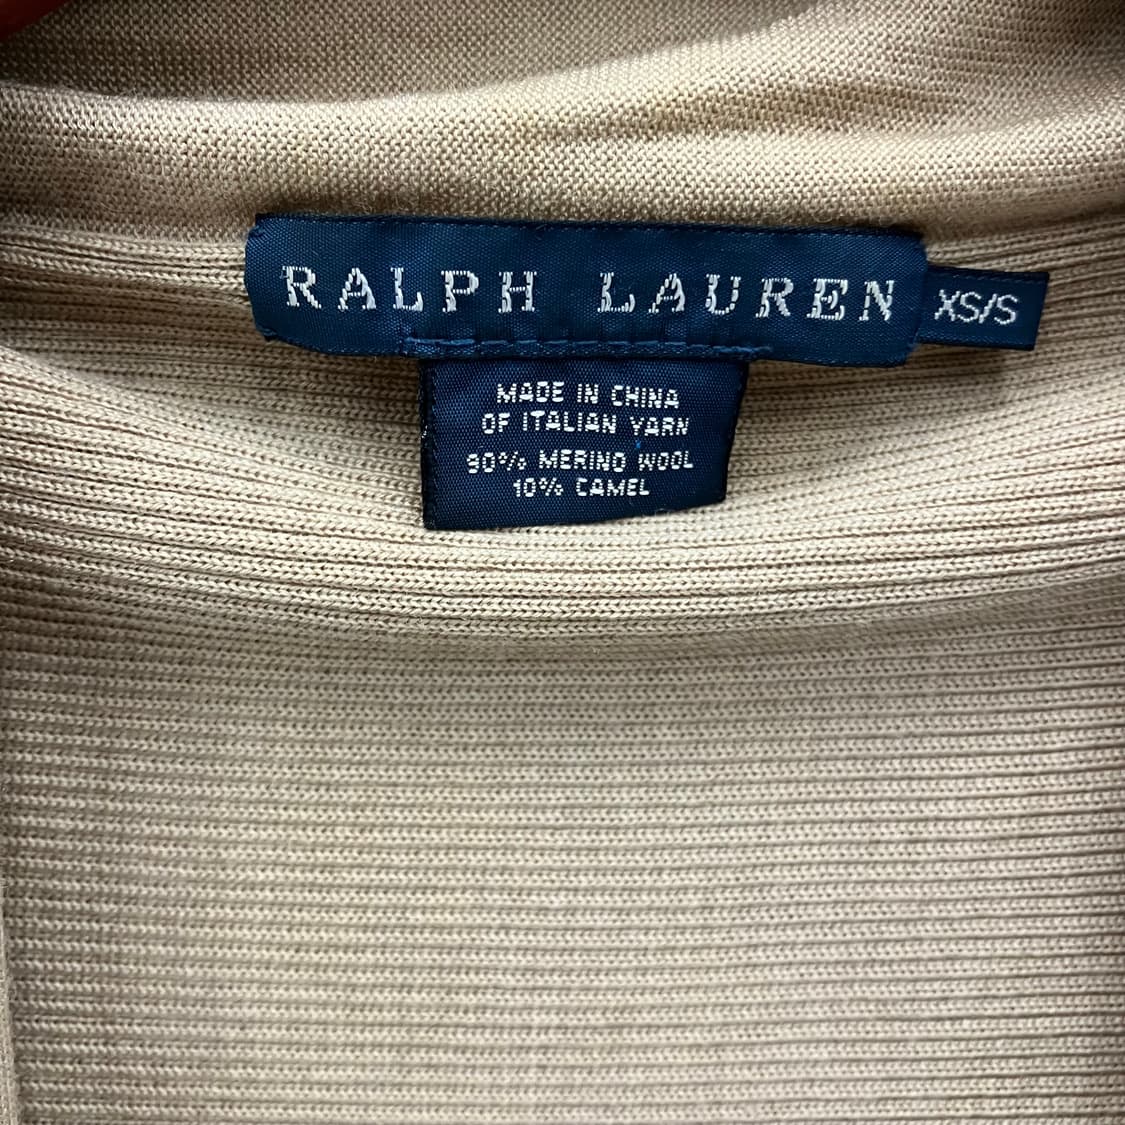 RALPH LAUREN
XS/S
MADE IN CHINA
OF ITALIAN YARN
90% MERINO WOOL
10% CAMEL